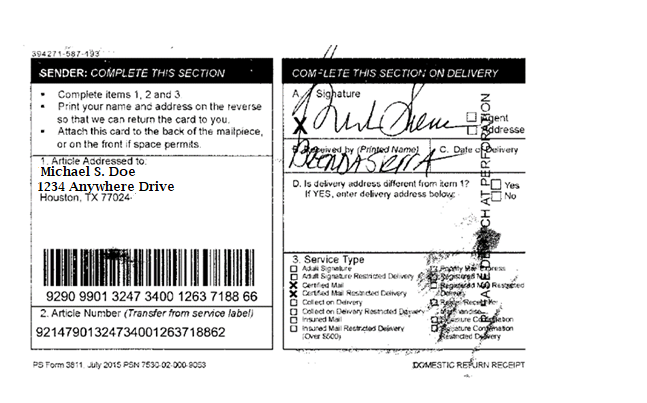 394271-587-193
SENDER: COMPLETE THIS SECTION
Complete items 1, 2 and 3.
Print your name and address on the reverse
so that we can return the card to you.
Attach this card to the back of the mailpiece,
or on the front if space permits.
1. Article Addressed to:
Michael S. Doe
1234 Anywhere Drive
Houston, TX 77024
9290 9901 3247 3400 1263 7188 66
2. Article Number (Transfer from service label)
92147901324734001263718862
PS Form 3811, July 2015 PSN 7530-02-000-9053
COMPLETE THIS SECTION ON DELIVERY
A. Signature
X
Agent
Addresse
B. Received by (Printed Name) C. Date of Delivery
BRENDA SIERRA
D. Is delivery address different from item 1? Yes
If YES, enter delivery address below: No
3. Service Type
Adult Signature
Adult Signature Restricted Delivery
Certified Mail
Certified Mail Restricted Delivery
Collect on Delivery
Collect on Delivery Restricted Delivery
Insured Mail
Insured Mail Restricted Delivery
(Over $500)
Priority Mail Express
Registered Mail
Registered Mail Restricted
Delivery
Return Receipt for
Merchandise
Signature Confirmation
Signature Confirmation
Restricted Delivery
PLEASE DETACH AT PERFORATION
DOMESTIC RETURN RECEIPT